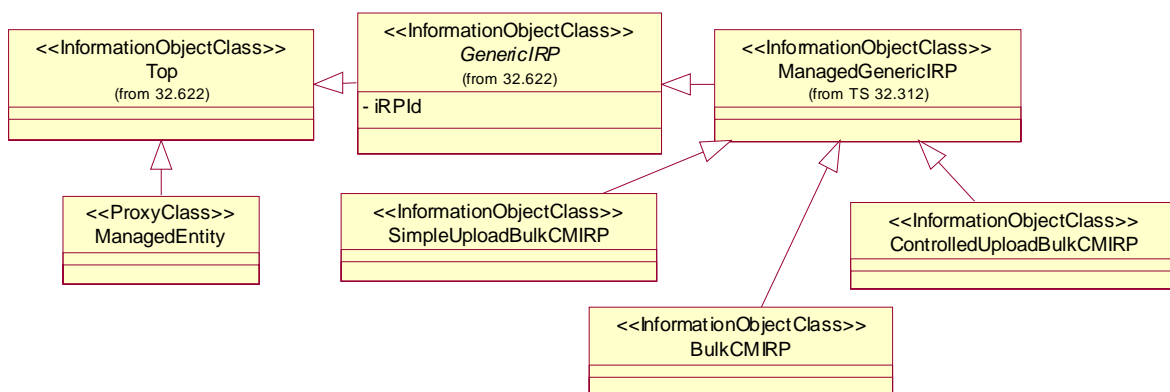 <<InformationObjectClass>>
Top
(from 32.622)
<<InformationObjectClass>>
GenericIRP
(from 32.622)
- iRPId
<<InformationObjectClass>>
ManagedGenericIRP
(from TS 32.312)
<<ProxyClass>>
ManagedEntity
<<InformationObjectClass>>
SimpleUploadBulkCMIRP
<<InformationObjectClass>>
ControlledUploadBulkCMIRP
<<InformationObjectClass>>
BulkCMIRP